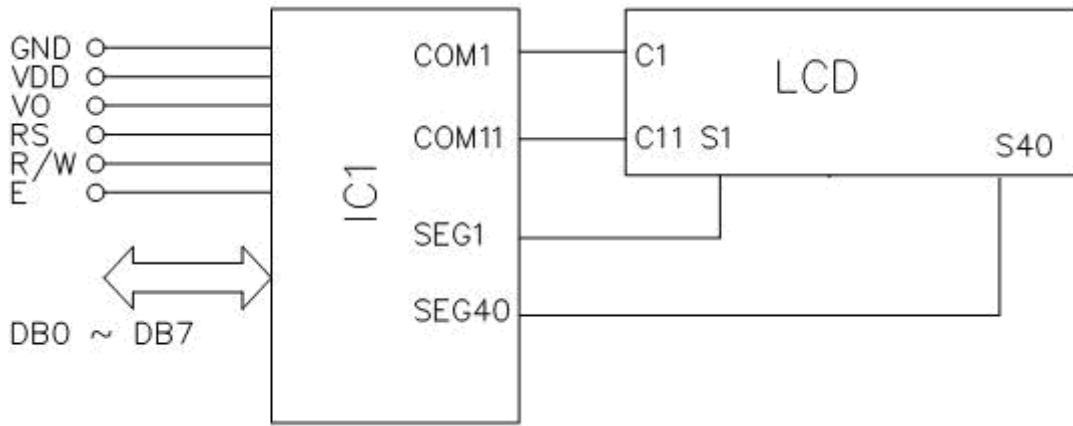 GND
VDD
VO
RS
R/W
E
DB0 ~ DB7
IC1
COM1
COM11
SEG1
SEG40
C1
LCD
C11 S1
S40